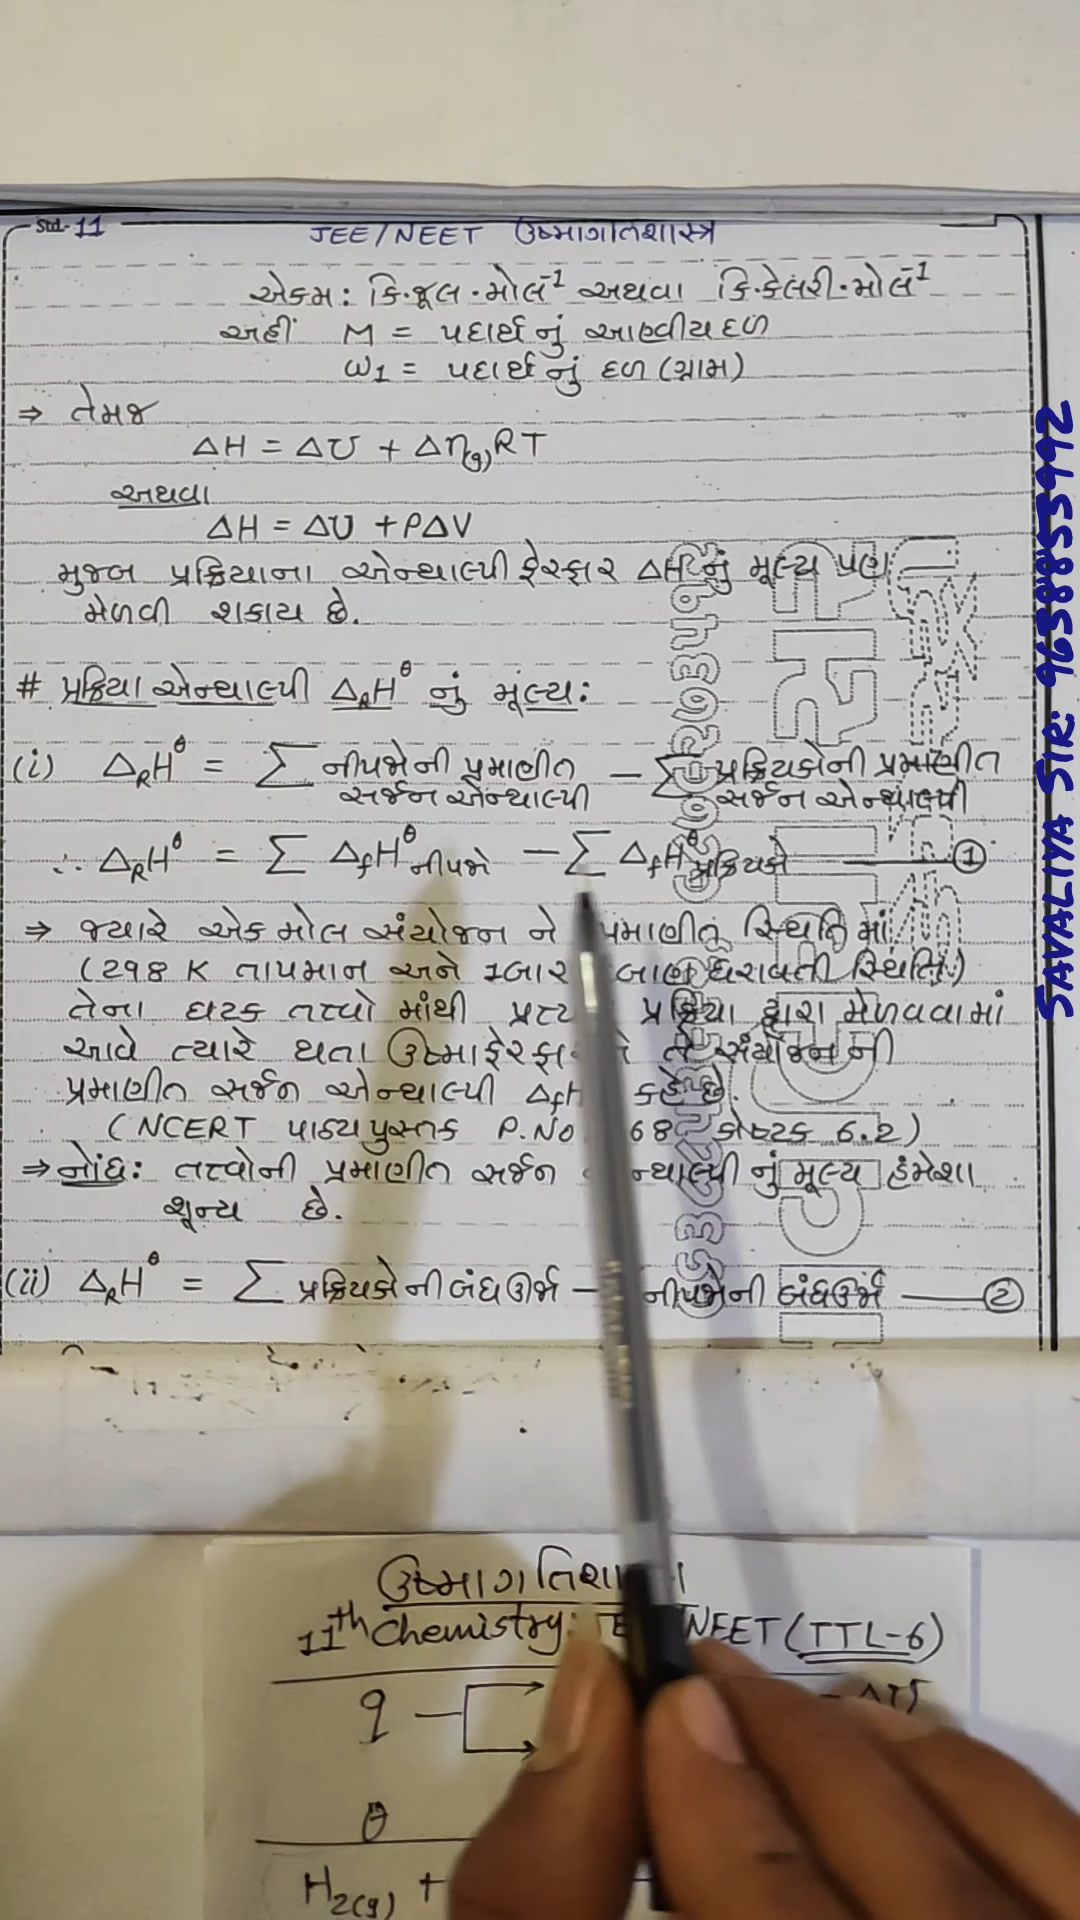 Std-11
JEE/NEET ઉષ્માગતિશાસ્ત્ર
એકમ: કિ.જૂલ.મોલ⁻¹ અથવા કિ.કેલરી.મોલ⁻¹
અહીં M = પદાર્થનું આણ્વીય દળ
W₁ = પદાર્થનું દળ (ગ્રામ)
⇒ તેમજ
ΔH = ΔU + Δn(g)RT
અથવા
ΔH = ΔU + PΔV
મુજબ પ્રક્રિયાના એન્થાલ્પી ફેરફાર ΔH નું મૂલ્ય પણ
મેળવી શકાય છે.
# પ્રક્રિયા એન્થાલ્પી ΔRH^θ નું મૂલ્ય:
(i) ΔRH^θ = Σ નીપજોની પ્રમાણીત સર્જન એન્થાલ્પી – Σ પ્રક્રિયકોની પ્રમાણીત સર્જન એન્થાલ્પી
∴ ΔRH^θ = Σ ΔfH^θ નીપજો – Σ ΔfH^θ પ્રક્રિયકો —— ①
⇒ જ્યારે એક મોલ સંયોજન ને પ્રમાણીત સ્થિતિ માં
(298 K તાપમાન અને 1બાર ધરાવતી સ્થિતિ)
તેના ઘટક તત્વો માંથી પ્રક્રિયા દ્વારા મેળવવામાં
આવે ત્યારે થતા સંયોજન ની
પ્રમાણીત સર્જન એન્થાલ્પી ΔfH કહે છે.
(NCERT પાઠ્યપુસ્તક P.No 68 કોષ્ટક 6.2)
⇒ નોંધ: તત્વોની પ્રમાણીત સર્જન એન્થાલ્પી નું મૂલ્ય હંમેશા
શૂન્ય છે.
(ii) ΔRH^θ = Σ પ્રક્રિયકો ની બંધઊર્જા – નીપજોની બંધઊર્જા —— ②
SAVALIYA SIR: 9638853992
11th Chemistry: NEET (TTL-6)
q
θ
H₂(g) +